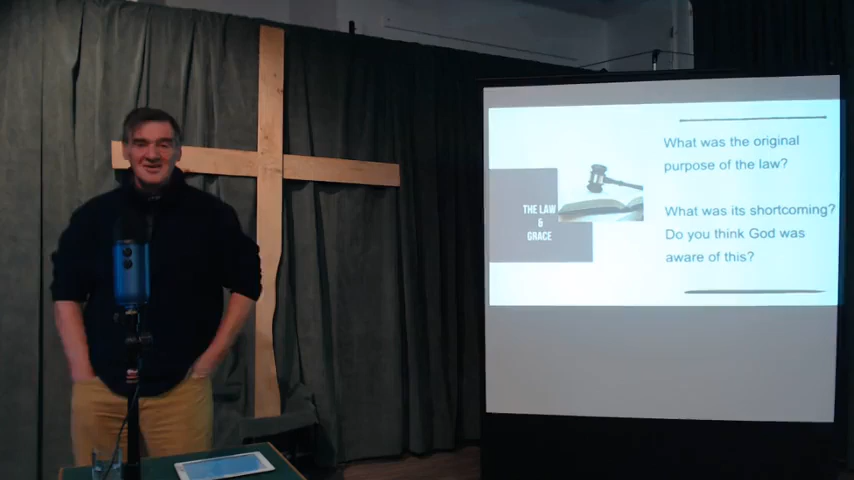 THE LAW
&
GRACE
What was the original
purpose of the law?
What was its shortcoming?
Do you think God was
aware of this?